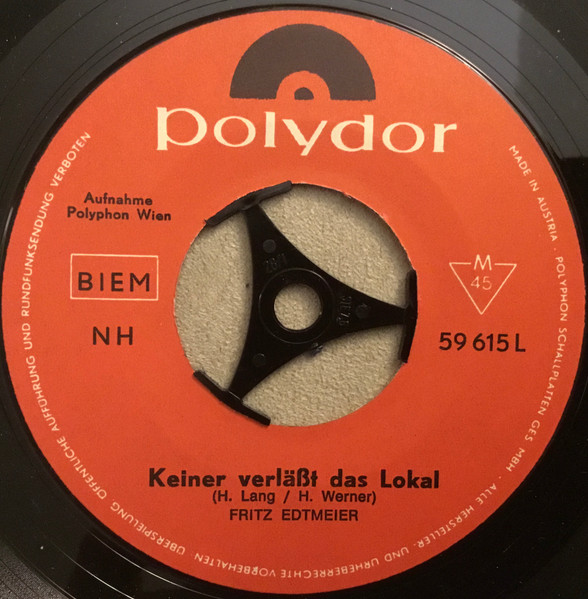 polydor
Aufnahme
Polyphon Wien
BIEM
NH
M
45
59 615 L
Keiner verläßt das Lokal
(H. Lang / H. Werner)
FRITZ EDTMEIER
MADE IN AUSTRIA · POLYPHON SCHALLPLATTEN GES MBH · ALLE HERSTELLER- UND URHEBERRECHTE VORBEHALTEN
ÜBERSPIELUNG ÖFFENTLICHE AUFFÜHRUNG UND RUNDFUNKSENDUNG VERBOTEN